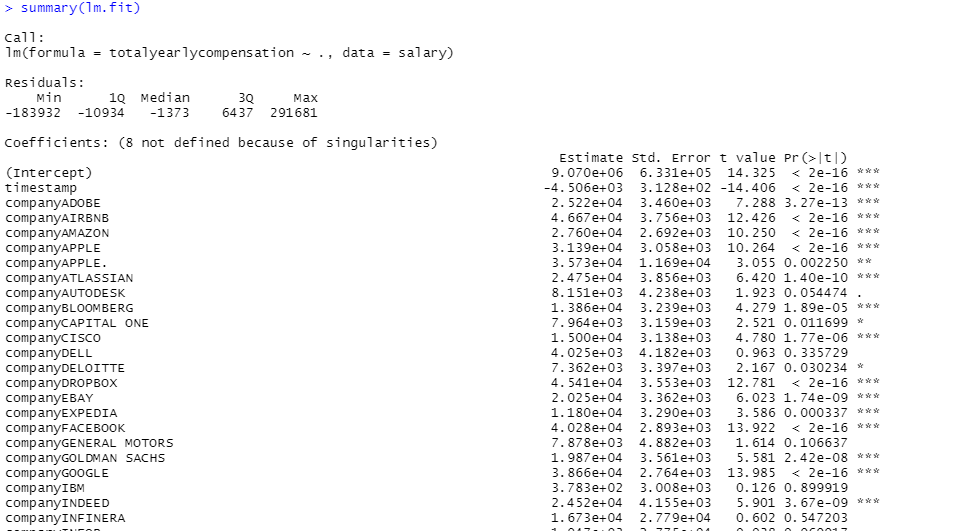 > summary(lm.fit)
Call:
lm(formula = totalyearlycompensation ~ ., data = salary)
Residuals:
Min 1Q Median 3Q Max
-183932 -10934 -1373 6437 291681
Coefficients: (8 not defined because of singularities)
Estimate Std. Error t value Pr(>|t|)
(Intercept) 9.070e+06 6.331e+05 14.325 < 2e-16 ***
timestamp -4.506e+03 3.128e+02 -14.406 < 2e-16 ***
companyADOBE 2.522e+04 3.460e+03 7.288 3.27e-13 ***
companyAIRBNB 4.667e+04 3.756e+03 12.426 < 2e-16 ***
companyAMAZON 2.760e+04 2.692e+03 10.250 < 2e-16 ***
companyAPPLE 3.139e+04 3.058e+03 10.264 < 2e-16 ***
companyAPPLE. 3.573e+04 1.169e+04 3.055 0.002250 **
companyATLASSIAN 2.475e+04 3.856e+03 6.420 1.40e-10 ***
companyAUTODESK 8.151e+03 4.238e+03 1.923 0.054474 .
companyBLOOMBERG 1.386e+04 3.239e+03 4.279 1.89e-05 ***
companyCAPITAL ONE 7.964e+03 3.159e+03 2.521 0.011699 *
companyCISCO 1.500e+04 3.138e+03 4.780 1.77e-06 ***
companyDELL 4.025e+03 4.182e+03 0.963 0.335729
companyDELOITTE 7.362e+03 3.397e+03 2.167 0.030234 *
companyDROPBOX 4.541e+04 3.553e+03 12.781 < 2e-16 ***
companyEBAY 2.025e+04 3.362e+03 6.023 1.74e-09 ***
companyEXPEDIA 1.180e+04 3.290e+03 3.586 0.000337 ***
companyFACEBOOK 4.028e+04 2.893e+03 13.922 < 2e-16 ***
companyGENERAL MOTORS 7.878e+03 4.882e+03 1.614 0.106637
companyGOLDMAN SACHS 1.987e+04 3.561e+03 5.581 2.42e-08 ***
companyGOOGLE 3.866e+04 2.764e+03 13.985 < 2e-16 ***
companyIBM 3.783e+02 3.008e+03 0.126 0.899919
companyINDEED 2.452e+04 4.155e+03 5.901 3.67e-09 ***
companyINFINERA 1.673e+04 2.779e+04 0.602 0.547203